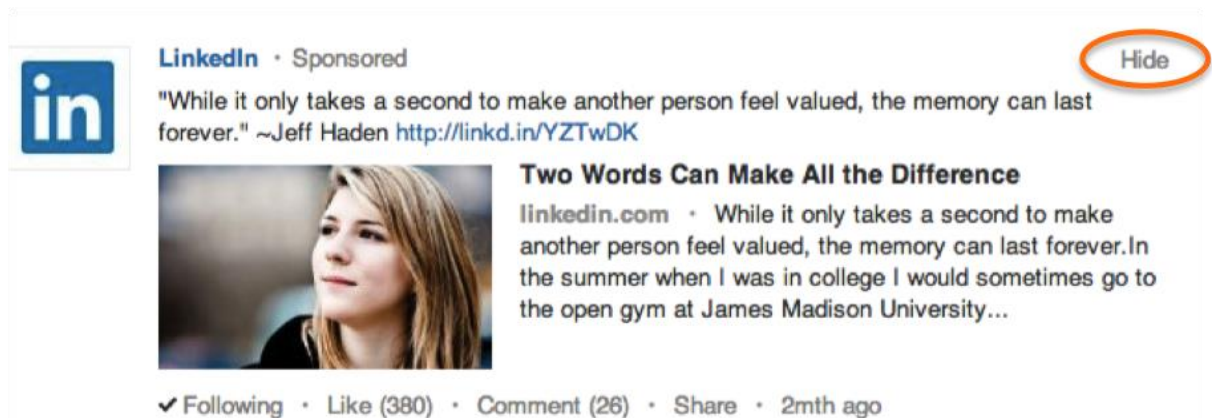 in
LinkedIn · Sponsored
Hide
"While it only takes a second to make another person feel valued, the memory can last
forever." ~Jeff Haden http://linkd.in/YZTwDK
Two Words Can Make All the Difference
linkedin.com · While it only takes a second to make
another person feel valued, the memory can last forever.In
the summer when I was in college I would sometimes go to
the open gym at James Madison University...
✔ Following · Like (380) · Comment (26) · Share · 2mth ago